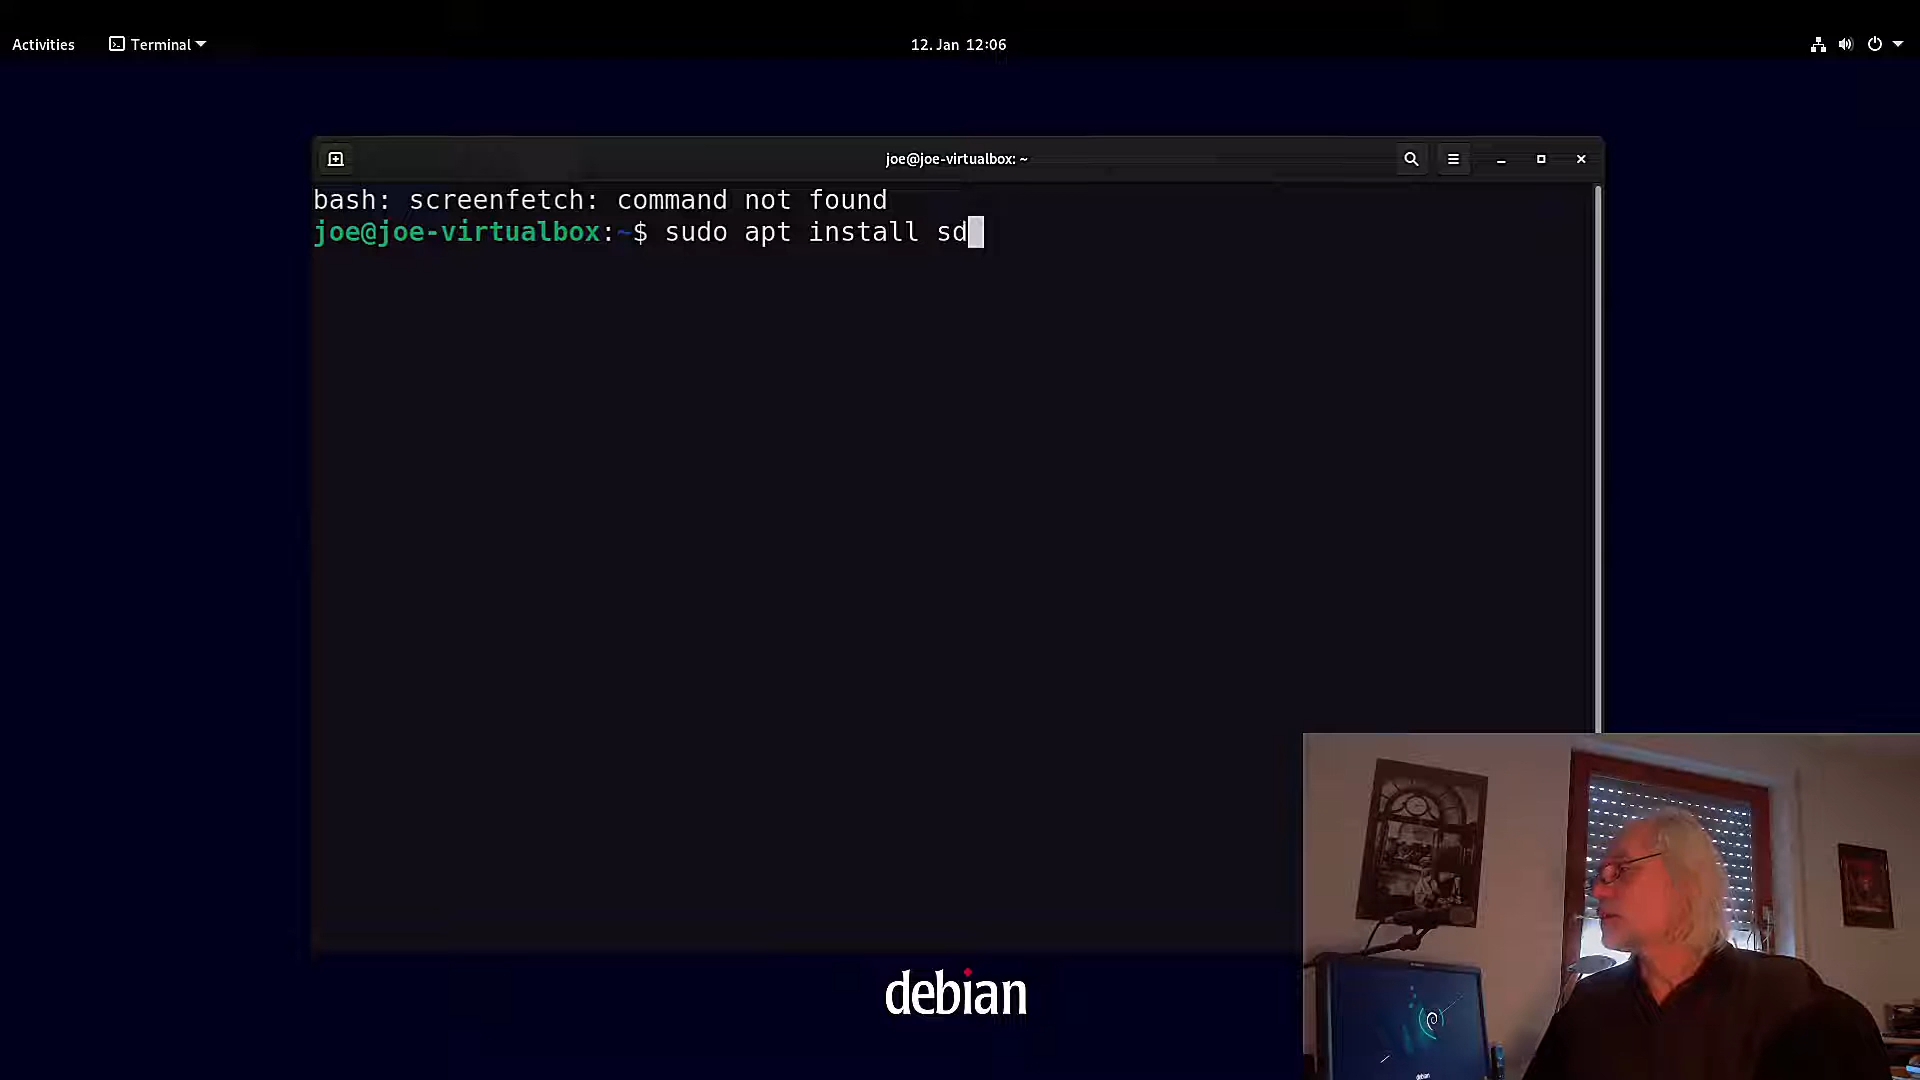 Activities
Terminal
12. Jan 12:06
joe@joe-virtualbox: ~
bash: screenfetch: command not found
joe@joe-virtualbox:~$ sudo apt install sd
debian
debian